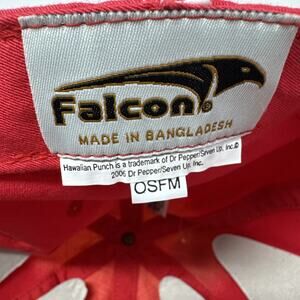 Falcon®
MADE IN BANGLADESH
Hawaiian Punch is a trademark of Dr Pepper/Seven Up, Inc.©
2006 Dr Pepper/Seven Up, Inc.
OSFM